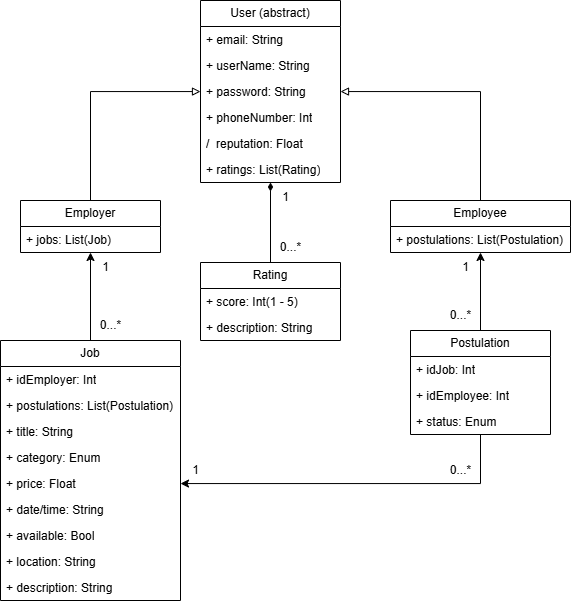 User (abstract)
+ email: String
+ userName: String
+ password: String
+ phoneNumber: Int
/ reputation: Float
+ ratings: List(Rating)
Employer
+ jobs: List(Job)
Employee
+ postulations: List(Postulation)
1
0...*
1
1
Rating
+ score: Int(1 - 5)
+ description: String
0...*
0...*
Job
+ idEmployer: Int
+ postulations: List(Postulation)
+ title: String
+ category: Enum
+ price: Float
+ date/time: String
+ available: Bool
+ location: String
+ description: String
Postulation
+ idJob: Int
+ idEmployee: Int
+ status: Enum
1
0...*